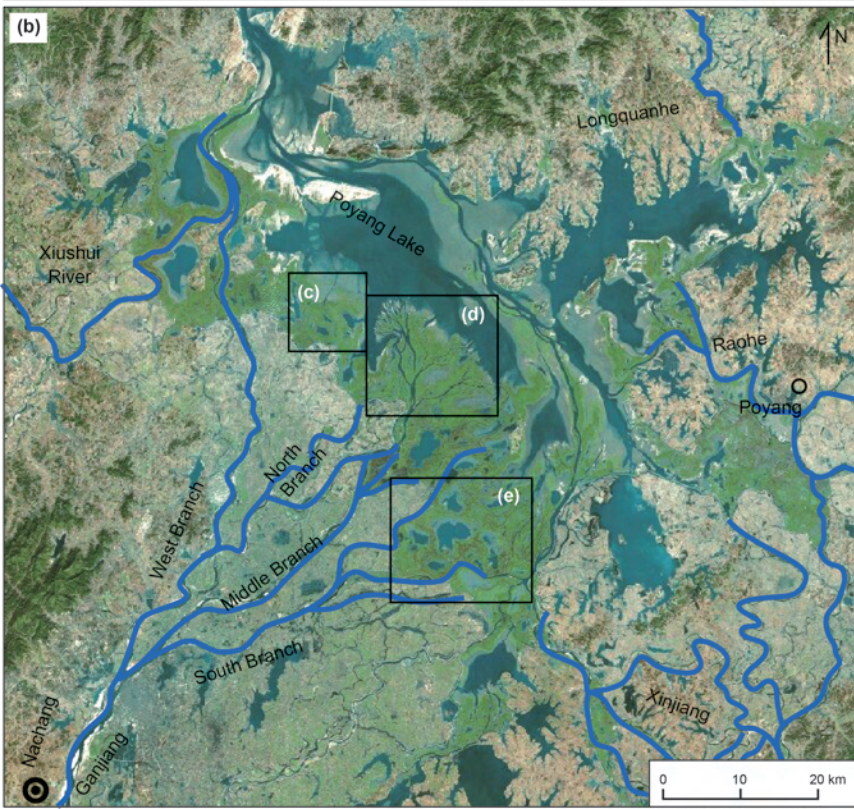 (b)
N
Longquanhe
Poyang Lake
Xiushui
River
(c)
(d)
Raohe
Poyang
North
Branch
West Branch
(e)
Middle Branch
South Branch
Xinjiang
Nachang
Ganjiang
0 10 20 km